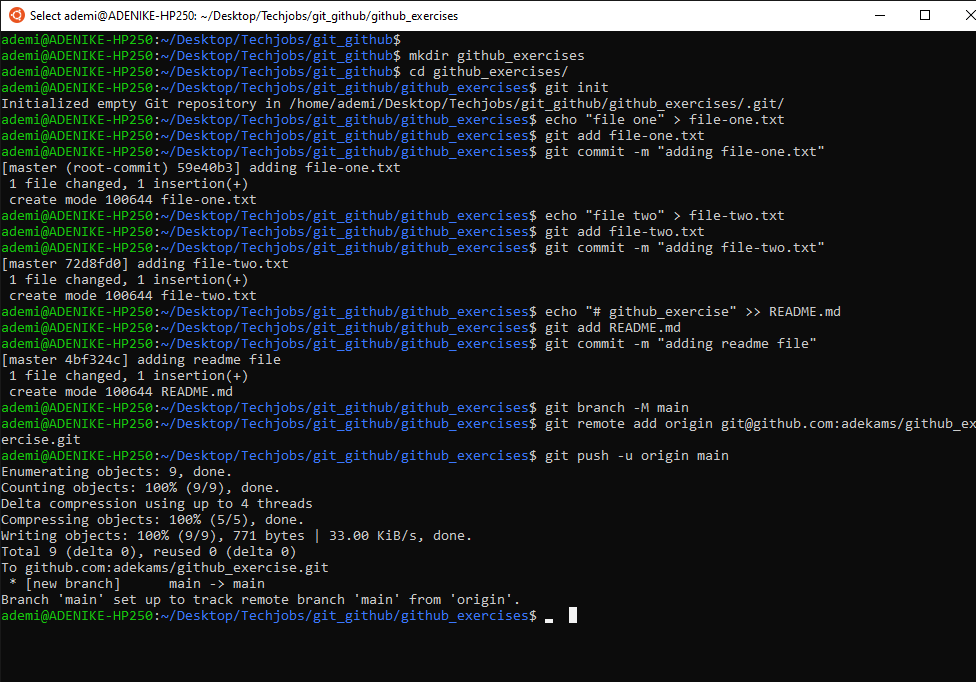 Select ademi@ADENIKE-HP250: ~/Desktop/Techjobs/git_github/github_exercises
ademi@ADENIKE-HP250:~/Desktop/Techjobs/git_github$
ademi@ADENIKE-HP250:~/Desktop/Techjobs/git_github$ mkdir github_exercises
ademi@ADENIKE-HP250:~/Desktop/Techjobs/git_github$ cd github_exercises/
ademi@ADENIKE-HP250:~/Desktop/Techjobs/git_github/github_exercises$ git init
Initialized empty Git repository in /home/ademi/Desktop/Techjobs/git_github/github_exercises/.git/
ademi@ADENIKE-HP250:~/Desktop/Techjobs/git_github/github_exercises$ echo "file one" > file-one.txt
ademi@ADENIKE-HP250:~/Desktop/Techjobs/git_github/github_exercises$ git add file-one.txt
ademi@ADENIKE-HP250:~/Desktop/Techjobs/git_github/github_exercises$ git commit -m "adding file-one.txt"
[master (root-commit) 59e40b3] adding file-one.txt
 1 file changed, 1 insertion(+)
 create mode 100644 file-one.txt
ademi@ADENIKE-HP250:~/Desktop/Techjobs/git_github/github_exercises$ echo "file two" > file-two.txt
ademi@ADENIKE-HP250:~/Desktop/Techjobs/git_github/github_exercises$ git add file-two.txt
ademi@ADENIKE-HP250:~/Desktop/Techjobs/git_github/github_exercises$ git commit -m "adding file-two.txt"
[master 72d8fd0] adding file-two.txt
 1 file changed, 1 insertion(+)
 create mode 100644 file-two.txt
ademi@ADENIKE-HP250:~/Desktop/Techjobs/git_github/github_exercises$ echo "# github_exercise" >> README.md
ademi@ADENIKE-HP250:~/Desktop/Techjobs/git_github/github_exercises$ git add README.md
ademi@ADENIKE-HP250:~/Desktop/Techjobs/git_github/github_exercises$ git commit -m "adding readme file"
[master 4bf324c] adding readme file
 1 file changed, 1 insertion(+)
 create mode 100644 README.md
ademi@ADENIKE-HP250:~/Desktop/Techjobs/git_github/github_exercises$ git branch -M main
ademi@ADENIKE-HP250:~/Desktop/Techjobs/git_github/github_exercises$ git remote add origin git@github.com:adekams/github_ex
ercise.git
ademi@ADENIKE-HP250:~/Desktop/Techjobs/git_github/github_exercises$ git push -u origin main
Enumerating objects: 9, done.
Counting objects: 100% (9/9), done.
Delta compression using up to 4 threads
Compressing objects: 100% (5/5), done.
Writing objects: 100% (9/9), 771 bytes | 33.00 KiB/s, done.
Total 9 (delta 0), reused 0 (delta 0)
To github.com:adekams/github_exercise.git
 * [new branch]      main -> main
Branch 'main' set up to track remote branch 'main' from 'origin'.
ademi@ADENIKE-HP250:~/Desktop/Techjobs/git_github/github_exercises$